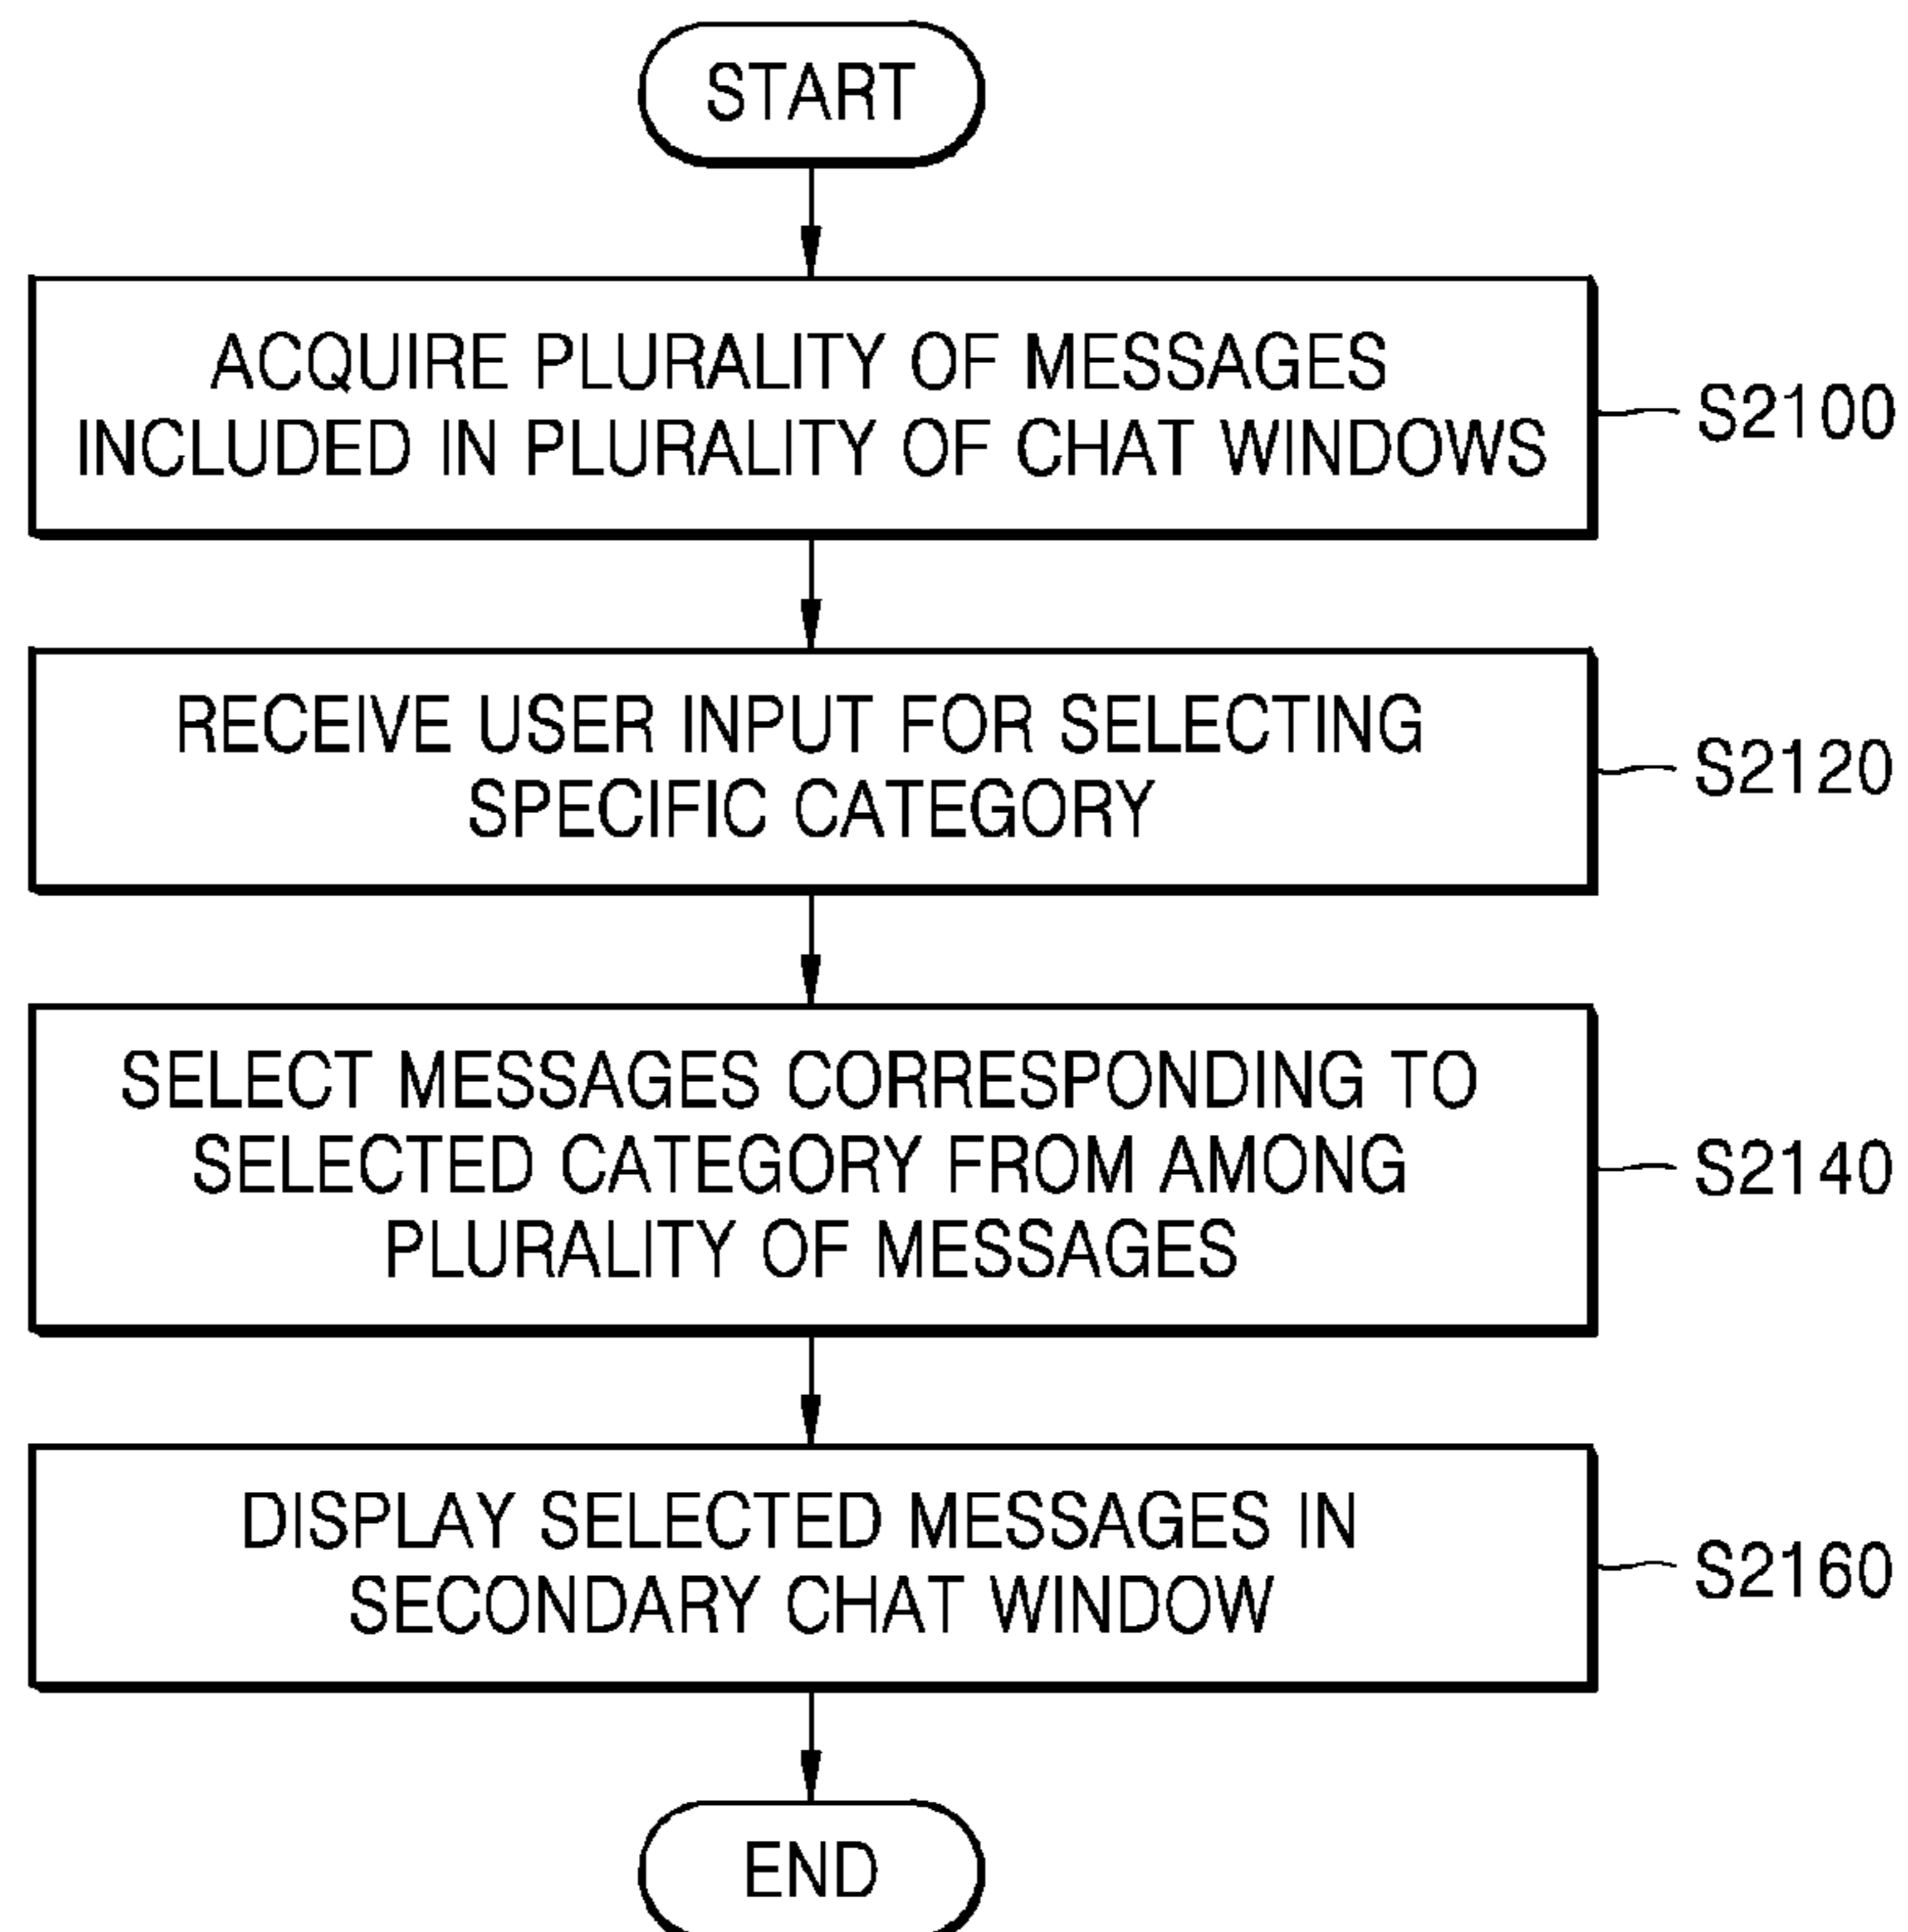 START
ACQUIRE PLURALITY OF MESSAGES
INCLUDED IN PLURALITY OF CHAT WINDOWS
S2100
RECEIVE USER INPUT FOR SELECTING
SPECIFIC CATEGORY
S2120
SELECT MESSAGES CORRESPONDING TO
SELECTED CATEGORY FROM AMONG
PLURALITY OF MESSAGES
S2140
DISPLAY SELECTED MESSAGES IN
SECONDARY CHAT WINDOW
S2160
END